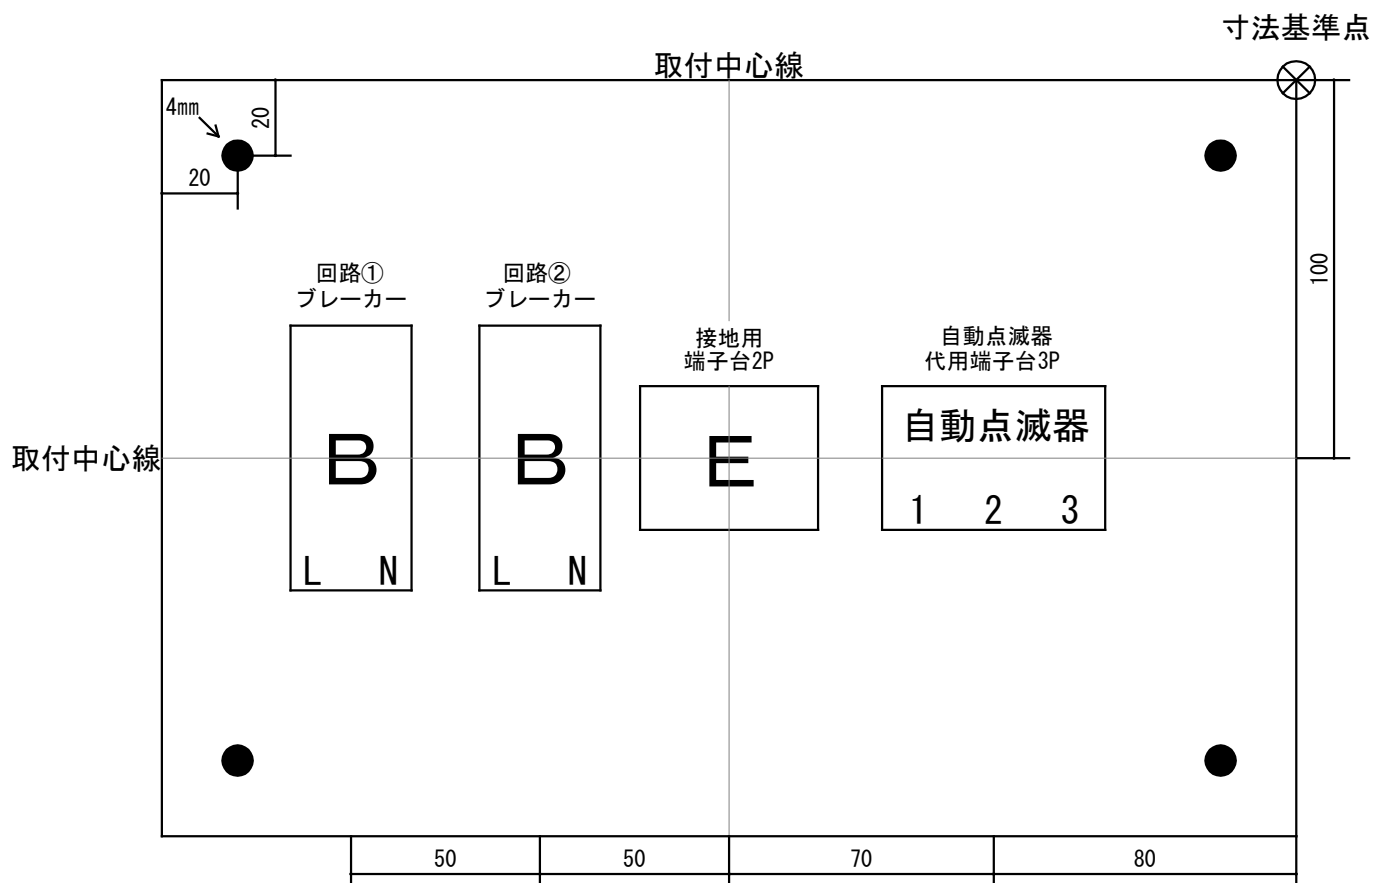 寸法基準点
取付中心線
4mm
20
20
100
回路①
ブレーカー
回路②
ブレーカー
接地用
端子台2P
自動点滅器
代用端子台3P
自動点滅器
取付中心線
B
B
E
1 2 3
L N
L N
50
50
70
80